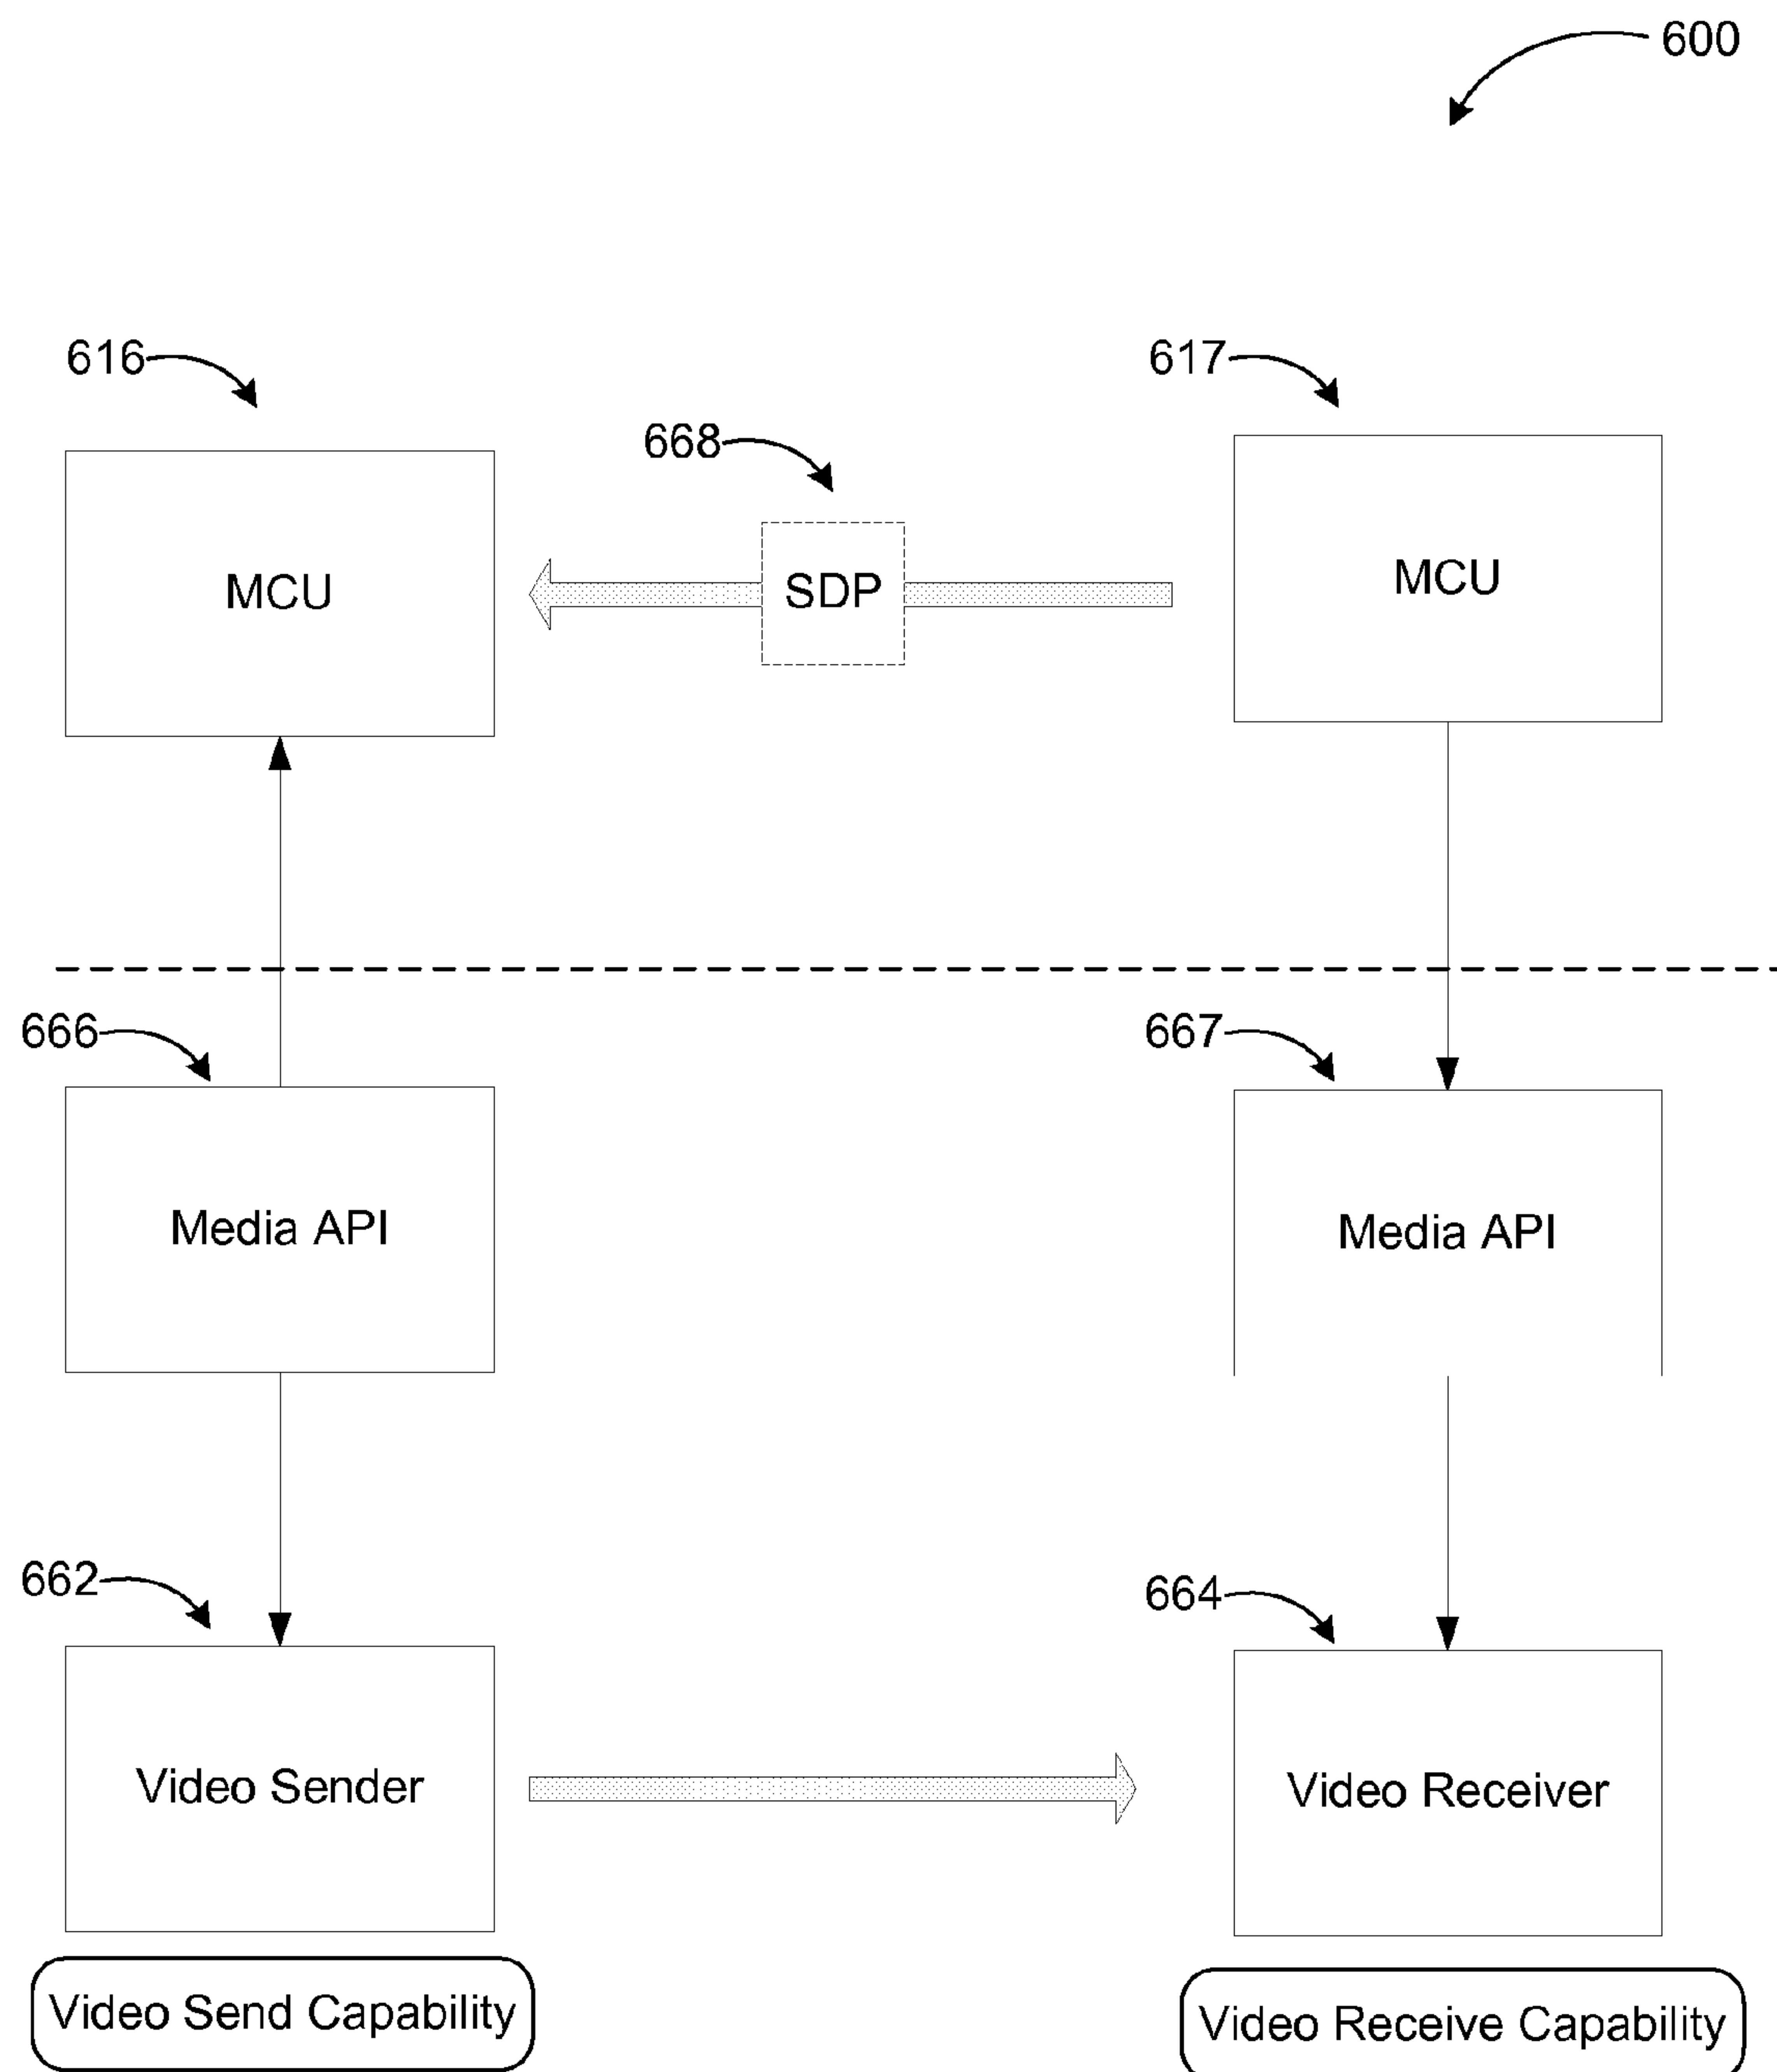 600
616
617
668
MCU
SDP
MCU
666
667
Media API
Media API
662
664
Video Sender
Video Receiver
Video Send Capability
Video Receive Capability